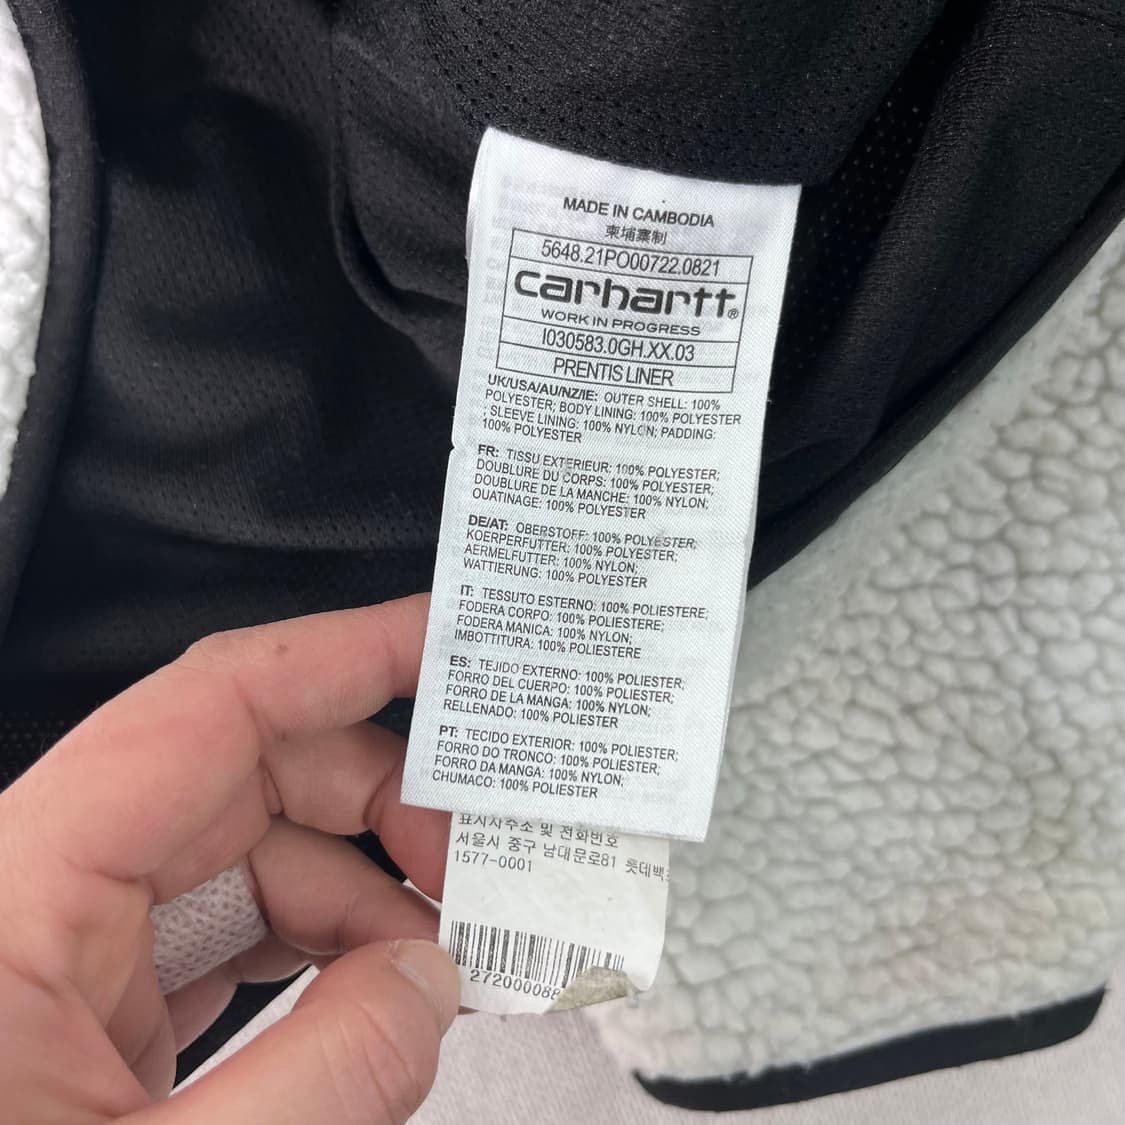 MADE IN CAMBODIA
柬埔寨制
5648.21PO00722.0821
carhartt®
WORK IN PROGRESS
I030583.0GH.XX.03
PRENTIS LINER
UK/USA/AU/NZ/IE: OUTER SHELL: 100%
POLYESTER; BODY LINING: 100% POLYESTER
; SLEEVE LINING: 100% NYLON; PADDING:
100% POLYESTER
FR: TISSU EXTERIEUR: 100% POLYESTER;
DOUBLURE DU CORPS: 100% POLYESTER;
DOUBLURE DE LA MANCHE: 100% NYLON;
OUATINAGE: 100% POLYESTER
DE/AT: OBERSTOFF: 100% POLYESTER;
KOERPERFUTTER: 100% POLYESTER;
AERMELFUTTER: 100% NYLON;
WATTIERUNG: 100% POLYESTER
IT: TESSUTO ESTERNO: 100% POLIESTERE;
FODERA CORPO: 100% POLIESTERE;
FODERA MANICA: 100% NYLON;
IMBOTTITURA: 100% POLIESTERE
ES: TEJIDO EXTERNO: 100% POLIESTER;
FORRO DEL CUERPO: 100% POLIESTER;
FORRO DE LA MANGA: 100% NYLON;
RELLENADO: 100% POLIESTER
PT: TECIDO EXTERIOR: 100% POLIESTER;
FORRO DO TRONCO: 100% POLIESTER;
FORRO DA MANGA: 100% NYLON;
CHUMACO: 100% POLIESTER
표시자주소 및 전화번호
서울시 중구 남대문로81 롯데백
1577-0001
27200008